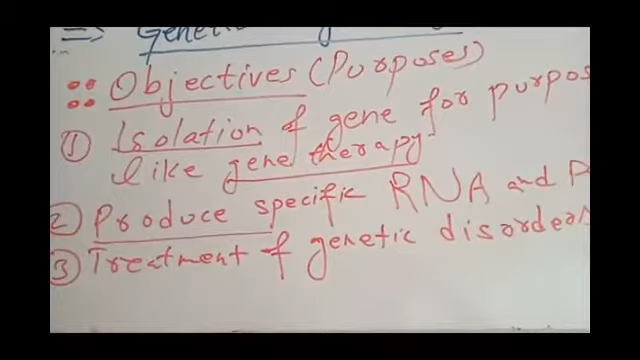 => Genetic
:: Objectives (Purposes)
① Isolation of gene for purpos
like gene therapy
② Produce specific RNA and P
③ Treatment of genetic disorders